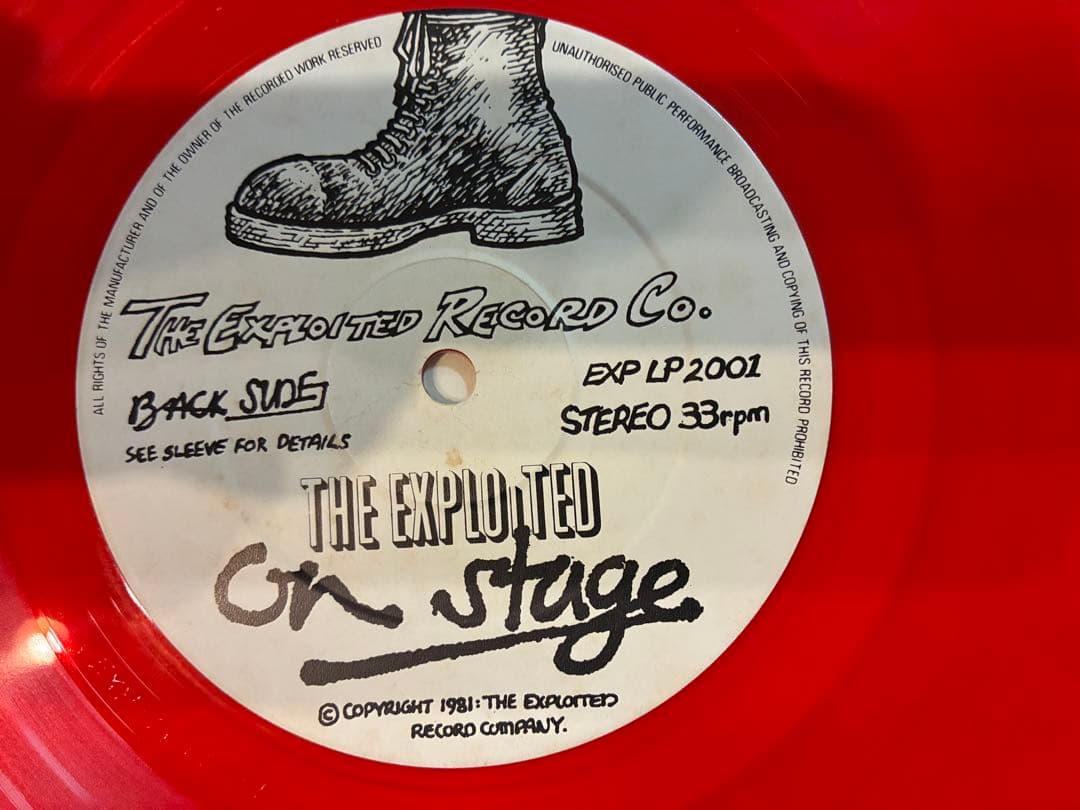 ALL RIGHTS OF THE MANUFACTURER AND OF THE OWNER OF THE RECORDED WORK RESERVED
UNAUTHORISED PUBLIC PERFORMANCE BROADCASTING AND COPYING OF THIS RECORD PROHIBITED
THE EXPLOITED RECORD Co.
BACK SIDE
SEE SLEEVE FOR DETAILS
EXP LP 2001
STEREO 33rpm
THE EXPLOITED
on stage
© COPYRIGHT 1981: THE EXPLOITED
RECORD COMPANY.